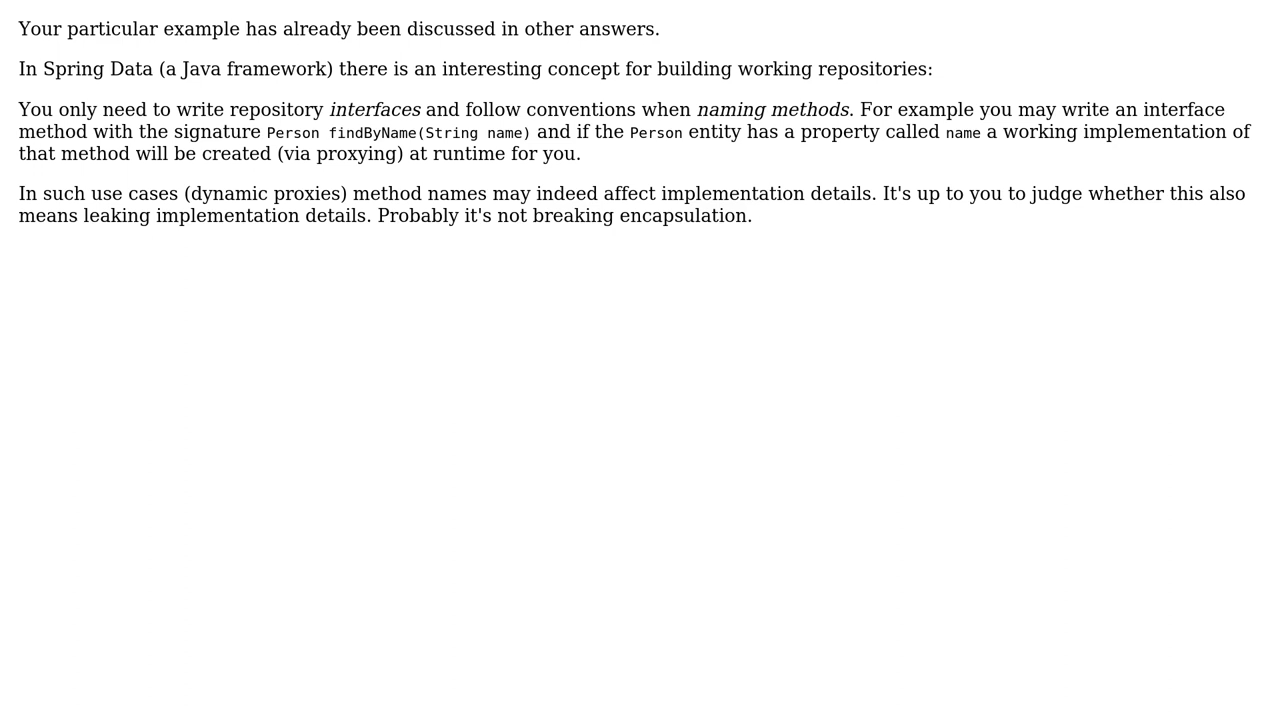 Your particular example has already been discussed in other answers.
In Spring Data (a Java framework) there is an interesting concept for building working repositories:
You only need to write repository interfaces and follow conventions when naming methods. For example you may write an interface
method with the signature Person findByName(String name) and if the Person entity has a property called name a working implementation of
that method will be created (via proxying) at runtime for you.
In such use cases (dynamic proxies) method names may indeed affect implementation details. It's up to you to judge whether this also
means leaking implementation details. Probably it's not breaking encapsulation.